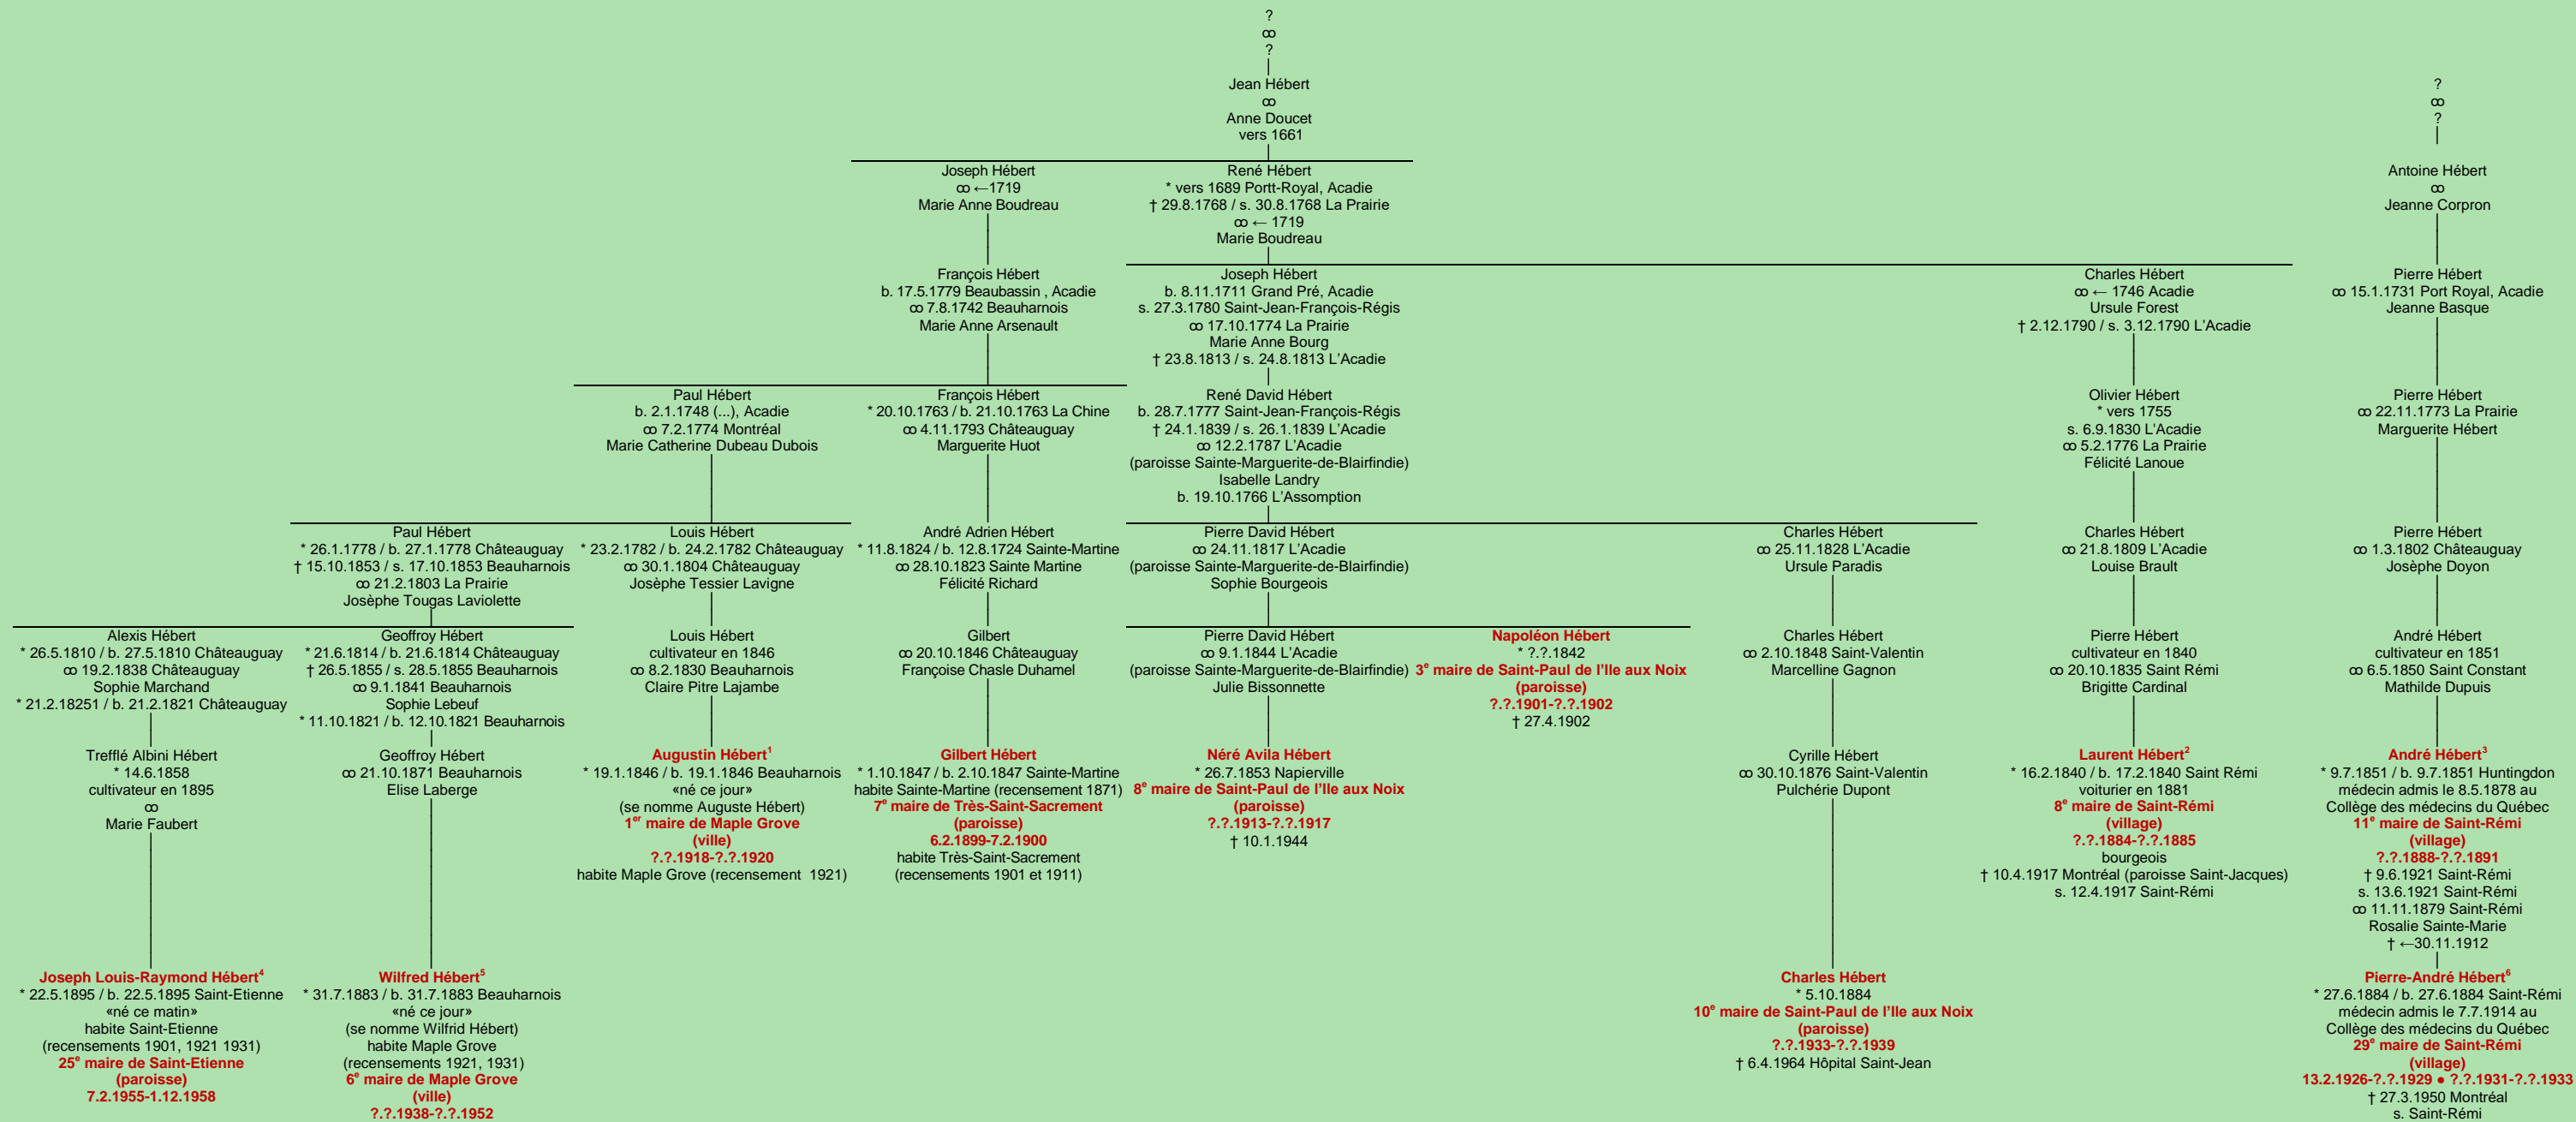 ?
ꝏ
?
Jean Hébert
ꝏ
Anne Doucet
vers 1661
?
ꝏ
?
Joseph Hébert
ꝏ ←1719
Marie Anne Boudreau
René Hébert
* vers 1689 Portt-Royal, Acadie
† 29.8.1768 / s. 30.8.1768 La Prairie
ꝏ ← 1719
Marie Boudreau
Antoine Hébert
ꝏ
Jeanne Corpron
François Hébert
b. 17.5.1779 Beaubassin , Acadie
ꝏ 7.8.1742 Beauharnois
Marie Anne Arsenault
Joseph Hébert
b. 8.11.1711 Grand Pré, Acadie
s. 27.3.1780 Saint-Jean-François-Régis
ꝏ 17.10.1774 La Prairie
Marie Anne Bourg
† 23.8.1813 / s. 24.8.1813 L'Acadie
Charles Hébert
ꝏ ← 1746 Acadie
Ursule Forest
† 2.12.1790 / s. 3.12.1790 L'Acadie
Pierre Hébert
ꝏ 15.1.1731 Port Royal, Acadie
Jeanne Basque
Paul Hébert
b. 2.1.1748 (...), Acadie
ꝏ 7.2.1774 Montréal
Marie Catherine Dubeau Dubois
François Hébert
* 20.10.1763 / b. 21.10.1763 La Chine
ꝏ 4.11.1793 Châteauguay
Marguerite Huot
René David Hébert
b. 28.7.1777 Saint-Jean-François-Régis
† 24.1.1839 / s. 26.1.1839 L'Acadie
ꝏ 12.2.1787 L'Acadie
(paroisse Sainte-Marguerite-de-Blairfindie)
Isabelle Landry
b. 19.10.1766 L'Assomption
Olivier Hébert
* vers 1755
s. 6.9.1830 L'Acadie
ꝏ 5.2.1776 La Prairie
Félicité Lanoue
Pierre Hébert
ꝏ 22.11.1773 La Prairie
Marguerite Hébert
Paul Hébert
* 26.1.1778 / b. 27.1.1778 Châteauguay
† 15.10.1853 / s. 17.10.1853 Beauharnois
ꝏ 21.2.1803 La Prairie
Josèphe Tougas Laviolette
Louis Hébert
* 23.2.1782 / b. 24.2.1782 Châteauguay
ꝏ 30.1.1804 Châteauguay
Josèphe Tessier Lavigne
André Adrien Hébert
* 11.8.1824 / b. 12.8.1724 Sainte-Martine
ꝏ 28.10.1823 Sainte Martine
Félicité Richard
Pierre David Hébert
ꝏ 24.11.1817 L'Acadie
(paroisse Sainte-Marguerite-de-Blairfindie)
Sophie Bourgeois
Charles Hébert
ꝏ 25.11.1828 L'Acadie
Ursule Paradis
Charles Hébert
ꝏ 21.8.1809 L'Acadie
Louise Brault
Pierre Hébert
ꝏ 1.3.1802 Châteauguay
Josèphe Doyon
Alexis Hébert
* 26.5.1810 / b. 27.5.1810 Châteauguay
ꝏ 19.2.1838 Châteauguay
Sophie Marchand
* 21.2.18251 / b. 21.2.1821 Châteauguay
Geoffroy Hébert
* 21.6.1814 / b. 21.6.1814 Châteauguay
† 26.5.1855 / s. 28.5.1855 Beauharnois
ꝏ 9.1.1841 Beauharnois
Sophie Lebeuf
* 11.10.1821 / b. 12.10.1821 Beauharnois
Louis Hébert
cultivateur en 1846
ꝏ 8.2.1830 Beauharnois
Claire Pitre Lajambe
Gilbert
ꝏ 20.10.1846 Châteauguay
Françoise Chasle Duhamel
Pierre David Hébert
ꝏ 9.1.1844 L'Acadie
(paroisse Sainte-Marguerite-de-Blairfindie)
Julie Bissonnette
Napoléon Hébert
* ?.?.1842
3e maire de Saint-Paul de l'Ile aux Noix
(paroisse)
?.?.1901-?.?.1902
† 27.4.1902
Charles Hébert
ꝏ 2.10.1848 Saint-Valentin
Marcelline Gagnon
Pierre Hébert
cultivateur en 1840
ꝏ 20.10.1835 Saint Rémi
Brigitte Cardinal
André Hébert
cultivateur en 1851
ꝏ 6.5.1850 Saint Constant
Mathilde Dupuis
Trefflé Albini Hébert
* 14.6.1858
cultivateur en 1895
ꝏ
Marie Faubert
Geoffroy Hébert
ꝏ 21.10.1871 Beauharnois
Elise Laberge
Augustin Hébert1
* 19.1.1846 / b. 19.1.1846 Beauharnois
«né ce jour»
(se nomme Auguste Hébert)
1er maire de Maple Grove
(ville)
?.?.1918-?.?.1920
habite Maple Grove (recensement 1921)
Gilbert Hébert
* 1.10.1847 / b. 2.10.1847 Sainte-Martine
habite Sainte-Martine (recensement 1871)
7e maire de Très-Saint-Sacrement
(paroisse)
6.2.1899-7.2.1900
habite Très-Saint-Sacrement
(recensements 1901 et 1911)
Néré Avila Hébert
* 26.7.1853 Napierville
8e maire de Saint-Paul de l'Ile aux Noix
(paroisse)
?.?.1913-?.?.1917
† 10.1.1944
Cyrille Hébert
ꝏ 30.10.1876 Saint-Valentin
Pulchérie Dupont
Laurent Hébert2
* 16.2.1840 / b. 17.2.1840 Saint Rémi
voiturier en 1881
8e maire de Saint-Rémi
(village)
?.?.1884-?.?.1885
bourgeois
† 10.4.1917 Montréal (paroisse Saint-Jacques)
s. 12.4.1917 Saint-Rémi
André Hébert3
* 9.7.1851 / b. 9.7.1851 Huntingdon
médecin admis le 8.5.1878 au
Collège des médecins du Québec
11e maire de Saint-Rémi
(village)
?.?.1888-?.?.1891
† 9.6.1921 Saint-Rémi
s. 13.6.1921 Saint-Rémi
ꝏ 11.11.1879 Saint-Rémi
Rosalie Sainte-Marie
† ←30.11.1912
Joseph Louis-Raymond Hébert4
* 22.5.1895 / b. 22.5.1895 Saint-Etienne
«né ce matin»
habite Saint-Etienne
(recensements 1901, 1921 1931)
25e maire de Saint-Etienne
(paroisse)
7.2.1955-1.12.1958
Wilfred Hébert5
* 31.7.1883 / b. 31.7.1883 Beauharnois
«né ce jour»
(se nomme Wilfrid Hébert)
habite Maple Grove
(recensements 1921, 1931)
6e maire de Maple Grove
(ville)
?.?.1938-?.?.1952
Charles Hébert
* 5.10.1884
10e maire de Saint-Paul de l'Ile aux Noix
(paroisse)
?.?.1933-?.?.1939
† 6.4.1964 Hôpital Saint-Jean
Pierre-André Hébert6
* 27.6.1884 / b. 27.6.1884 Saint-Rémi
médecin admis le 7.7.1914 au
Collège des médecins du Québec
29e maire de Saint-Rémi
(village)
13.2.1926-?.?.1929 ● ?.?.1931-?.?.1933
† 27.3.1950 Montréal
s. Saint-Rémi